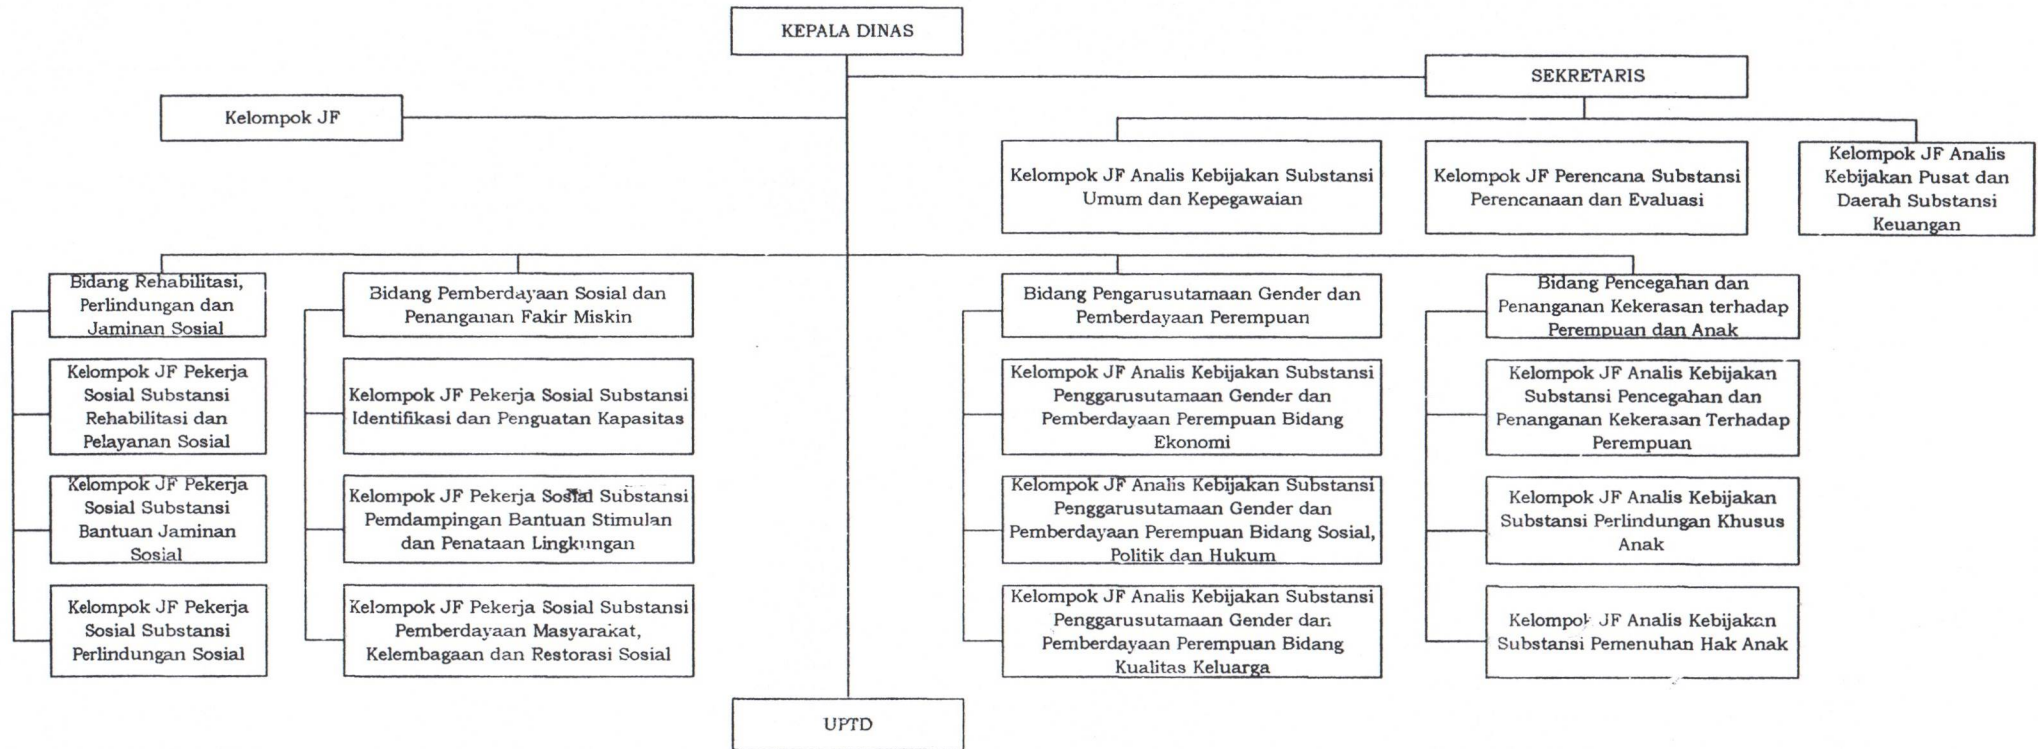 KEPALA DINAS
SEKRETARIS
Kelompok JF
Kelompok JF Analis Kebijakan Substansi
Umum dan Kepegawaian
Kelompok JF Perencana Substansi
Perencanaan dan Evaluasi
Kelompok JF Analis
Kebijakan Pusat dan
Daerah Substansi
Keuangan
Bidang Rehabilitasi,
Perlindungan dan
Jaminan Sosial
Kelompok JF Pekerja
Sosial Substansi
Rehabilitasi dan
Pelayanan Sosial
Kelompok JF Pekerja
Sosial Substansi
Bantuan Jaminan
Sosial
Kelompok JF Pekerja
Sosial Substansi
Perlindungan Sosial
Bidang Pemberdayaan Sosial dan
Penanganan Fakir Miskin
Kelompok JF Pekerja Sosial Substansi
Identifikasi dan Penguatan Kapasitas
Kelompok JF Pekerja Sosial Substansi
Pemdampingan Bantuan Stimulan
dan Penataan Lingkungan
Kelompok JF Pekerja Sosial Substansi
Pemberdayaan Masyarakat,
Kelembagaan dan Restorasi Sosial
Bidang Pengarusutamaan Gender dan
Pemberdayaan Perempuan
Kelompok JF Analis Kebijakan Substansi
Penggarusutamaan Gender dan
Pemberdayaan Perempuan Bidang
Ekonomi
Kelompok JF Analis Kebijakan Substansi
Penggarusutamaan Gender dan
Pemberdayaan Perempuan Bidang Sosial,
Politik dan Hukum
Kelompok JF Analis Kebijakan Substansi
Penggarusutamaan Gender dan
Pemberdayaan Perempuan Bidang
Kualitas Keluarga
Bidang Pencegahan dan
Penanganan Kekerasan terhadap
Perempuan dan Anak
Kelompok JF Analis Kebijakan
Substansi Pencegahan dan
Penanganan Kekerasan Terhadap
Perempuan
Kelompok JF Analis Kebijakan
Substansi Perlindungan Khusus
Anak
Kelompok JF Analis Kebijakan
Substansi Pemenuhan Hak Anak
UPTD